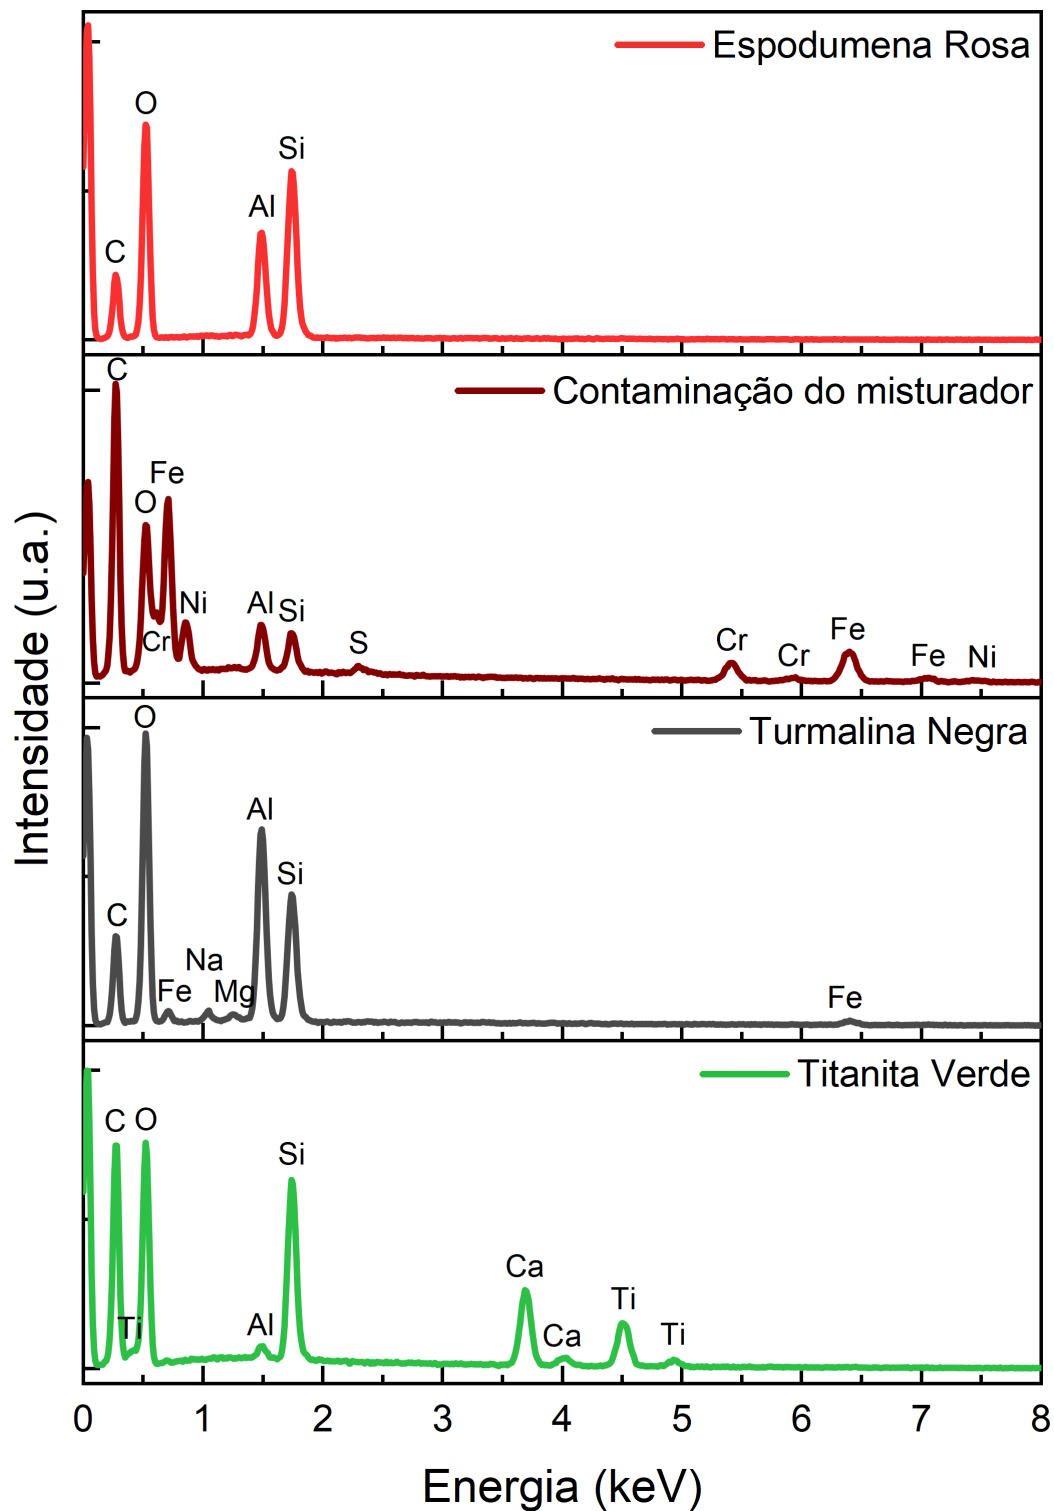 Espodumena Rosa
O
Si
Al
C
C
Contaminação do misturador
Fe
O
Ni
Al
Si
Cr
S
Cr
Cr
Fe
Fe
Ni
O
Turmalina Negra
Al
Si
C
Na
Fe
Mg
Fe
Titanita Verde
C
O
Si
Ca
Ti
Ti
Al
Ca
Ti
0 1 2 3 4 5 6 7 8
Energia (keV)
Intensidade (u.a.)